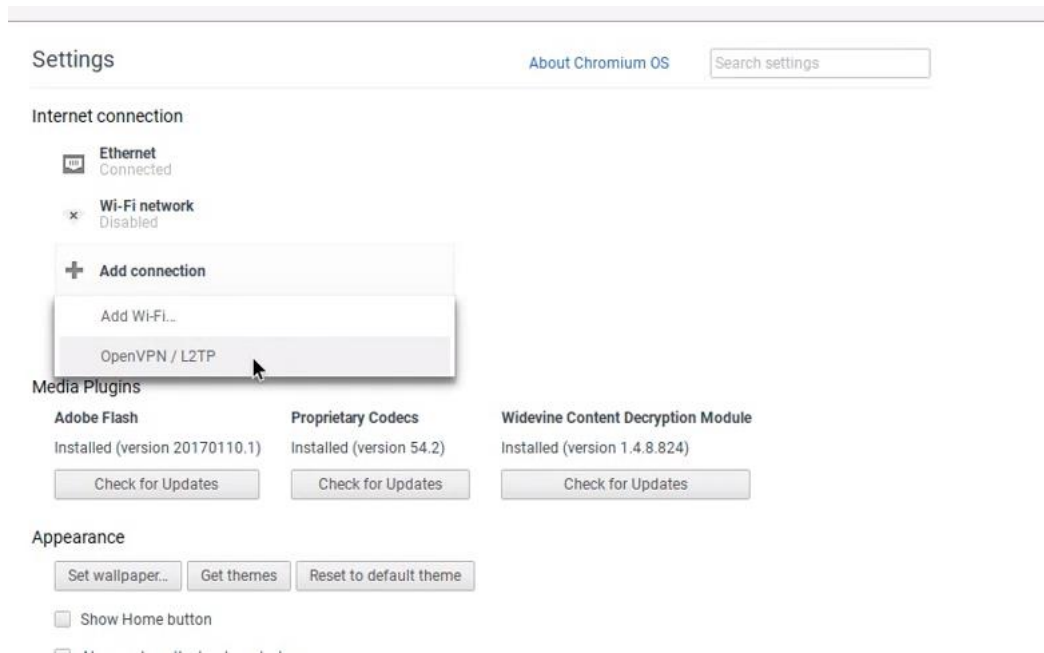 Settings
About Chromium OS
Search settings
Internet connection
Ethernet
Connected
Wi-Fi network
Disabled
Add connection
Add Wi-Fi...
OpenVPN / L2TP
Media Plugins
Adobe Flash
Proprietary Codecs
Widevine Content Decryption Module
Installed (version 20170110.1)
Installed (version 54.2)
Installed (version 1.4.8.824)
Check for Updates
Check for Updates
Check for Updates
Appearance
Set wallpaper...
Get themes
Reset to default theme
Show Home button